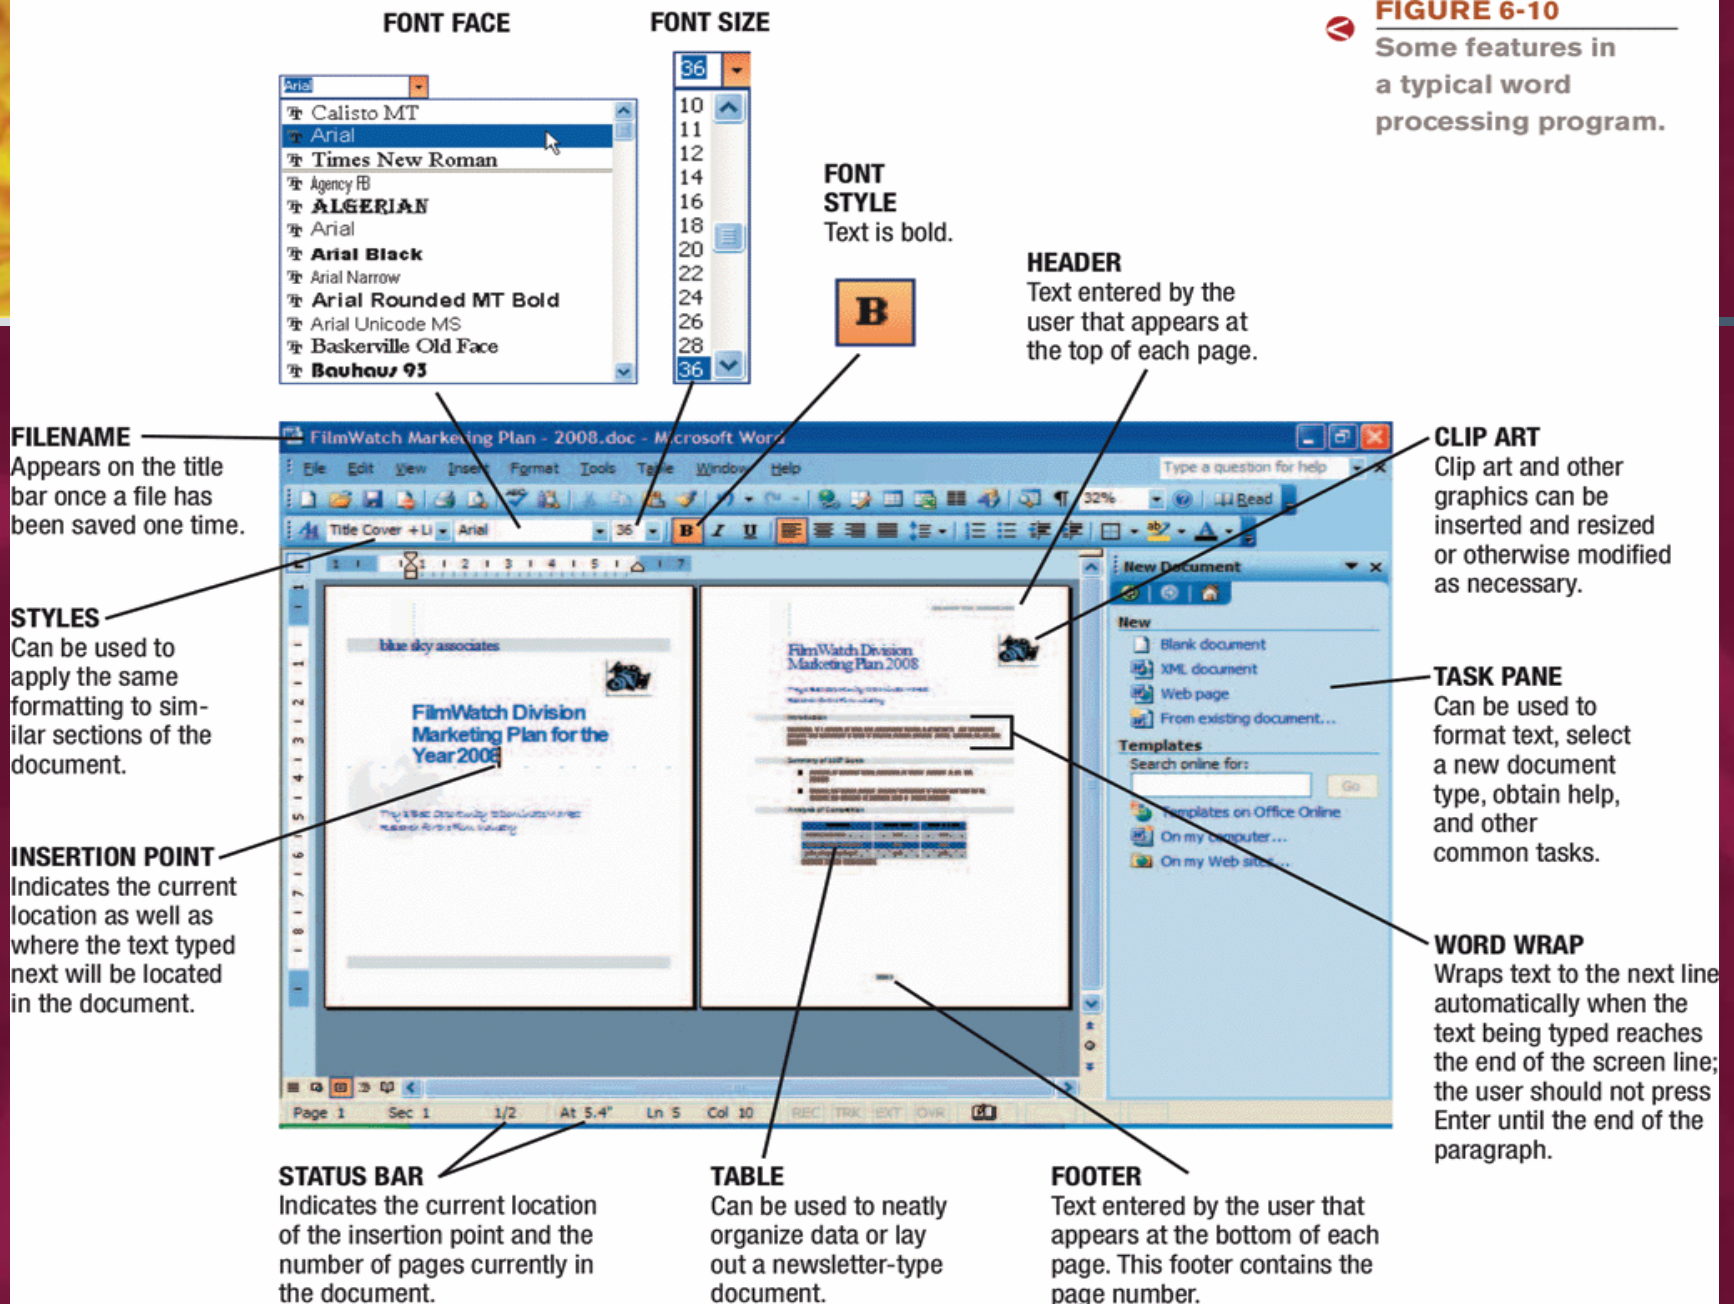 FIGURE 6-10
Some features in
a typical word
processing program.
FONT FACE
Arial
Calisto MT
Arial
Times New Roman
Agency FB
ALGERIAN
Arial
Arial Black
Arial Narrow
Arial Rounded MT Bold
Arial Unicode MS
Baskerville Old Face
Bauhaus 93
FONT SIZE
36
10
11
12
14
16
18
20
22
24
26
28
36
FONT
STYLE
Text is bold.
B
HEADER
Text entered by the
user that appears at
the top of each page.
FILENAME
Appears on the title
bar once a file has
been saved one time.
STYLES
Can be used to
apply the same
formatting to sim-
ilar sections of the
document.
INSERTION POINT
Indicates the current
location as well as
where the text typed
next will be located
in the document.
FilmWatch Marketing Plan - 2008.doc - Microsoft Word
File Edit View Insert Format Tools Table Window Help
Type a question for help
32%
Read
Title Cover + Li
Arial
36
B I U
1 1 2 3 4 5 7
blue sky associates
FilmWatch Division
Marketing Plan for the
Year 2008
FilmWatch Division
Marketing Plan 2008
Introduction
Summary of 2007 Goals
Analysis of Competition
New Document
New
Blank document
XML document
Web page
From existing document...
Templates
Search online for:
Go
Templates on Office Online
On my computer...
On my Web sites...
Page 1 Sec 1 1/2 At 5.4" Ln 5 Col 10 REC TRK EXT OVR
CLIP ART
Clip art and other
graphics can be
inserted and resized
or otherwise modified
as necessary.
TASK PANE
Can be used to
format text, select
a new document
type, obtain help,
and other
common tasks.
WORD WRAP
Wraps text to the next line
automatically when the
text being typed reaches
the end of the screen line;
the user should not press
Enter until the end of the
paragraph.
STATUS BAR
Indicates the current location
of the insertion point and the
number of pages currently in
the document.
TABLE
Can be used to neatly
organize data or lay
out a newsletter-type
document.
FOOTER
Text entered by the user that
appears at the bottom of each
page. This footer contains the
page number.